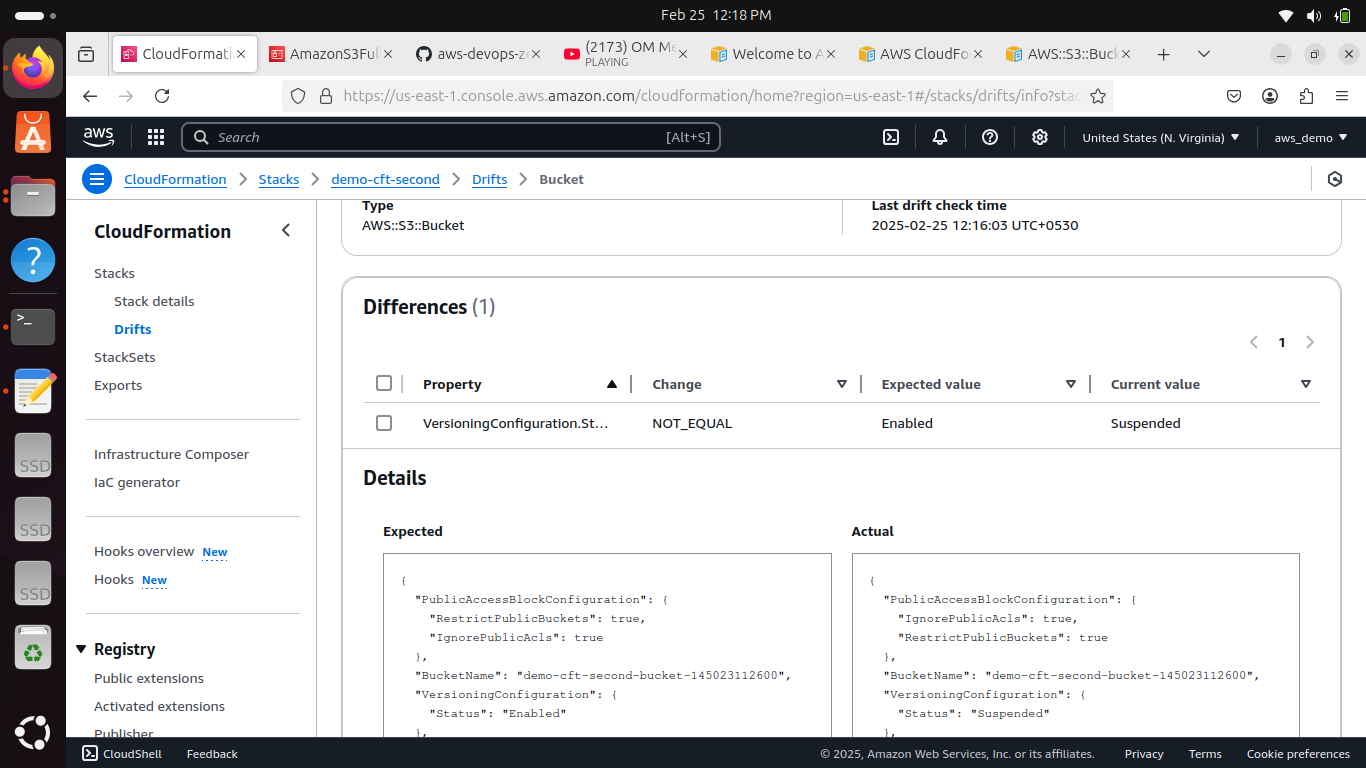 Feb 25 12:18 PM
CloudFormati
AmazonS3Full
aws-devops-ze
(2173) OM Me
PLAYING
Welcome to A
AWS CloudFo
AWS::S3::Buck
https://us-east-1.console.aws.amazon.com/cloudformation/home?region=us-east-1#/stacks/drifts/info?stac
aws
Search
[Alt+S]
United States (N. Virginia)
aws_demo
CloudFormation
Stacks
demo-cft-second
Drifts
Bucket
CloudFormation
Stacks
Stack details
Drifts
StackSets
Exports
Infrastructure Composer
IaC generator
Hooks overview New
Hooks New
Registry
Public extensions
Activated extensions
Publisher
Type
AWS::S3::Bucket
Last drift check time
2025-02-25 12:16:03 UTC+0530
Differences (1)
1
Property Change Expected value Current value
VersioningConfiguration.St... NOT_EQUAL Enabled Suspended
Details
Expected
{
"PublicAccessBlockConfiguration": {
"RestrictPublicBuckets": true,
"IgnorePublicAcls": true
},
"BucketName": "demo-cft-second-bucket-145023112600",
"VersioningConfiguration": {
"Status": "Enabled"
},
Actual
{
"PublicAccessBlockConfiguration": {
"IgnorePublicAcls": true,
"RestrictPublicBuckets": true
},
"BucketName": "demo-cft-second-bucket-145023112600",
"VersioningConfiguration": {
"Status": "Suspended"
},
SSD
SSD
SSD
CloudShell
Feedback
© 2025, Amazon Web Services, Inc. or its affiliates.
Privacy
Terms
Cookie preferences